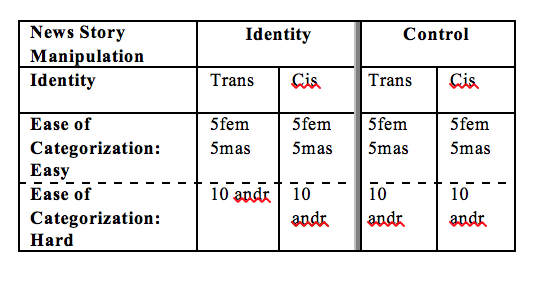 News Story Identity Control
Manipulation
Identity Trans Cis Trans Cis
Ease of 5fem 5fem 5fem 5fem
Categorization: 5mas 5mas 5mas 5mas
Easy
Ease of 10 andr 10 10 10
Categorization: andr andr andr
Hard